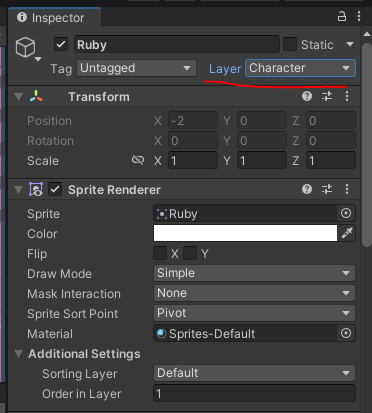 Inspector
Ruby
Static
Tag Untagged Layer Character
Transform
Position X -2 Y 0 Z 0
Rotation X 0 Y 0 Z 0
Scale X 1 Y 1 Z 1
Sprite Renderer
Sprite Ruby
Color
Flip X Y
Draw Mode Simple
Mask Interaction None
Sprite Sort Point Pivot
Material Sprites-Default
Additional Settings
Sorting Layer Default
Order in Layer 1